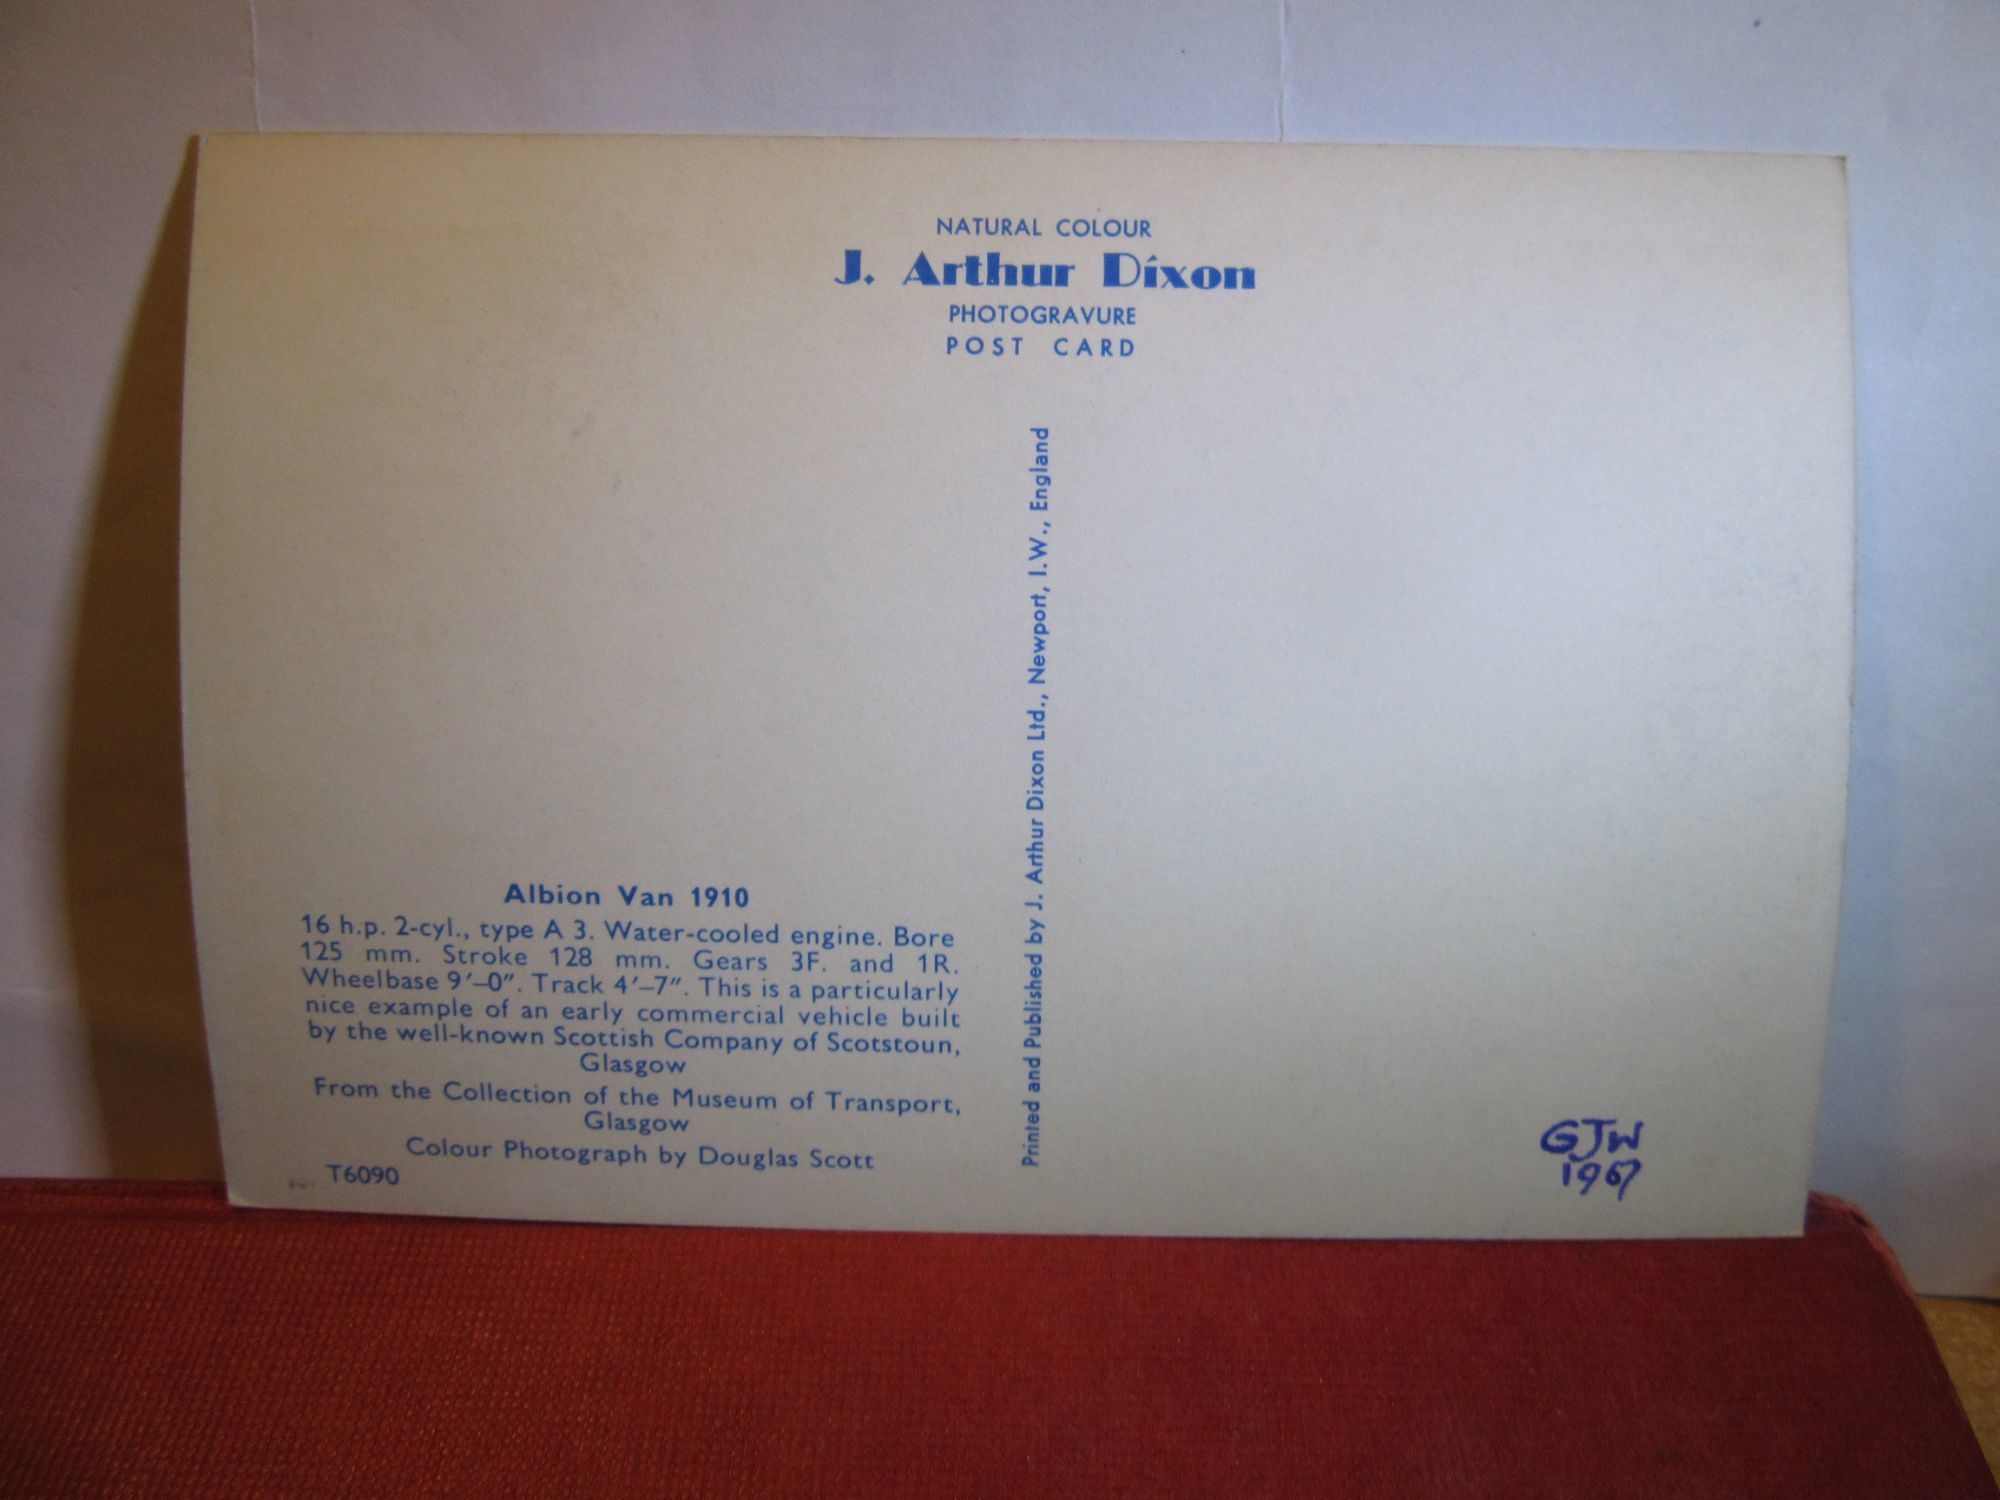 NATURAL COLOUR
J. Arthur Dixon
PHOTOGRAVURE
POST CARD
Printed and Published by J. Arthur Dixon Ltd., Newport, I.W., England
Albion Van 1910
16 h.p. 2-cyl., type A 3. Water-cooled engine. Bore
125 mm. Stroke 128 mm. Gears 3F. and 1R.
Wheelbase 9′–0″. Track 4′–7″. This is a particularly
nice example of an early commercial vehicle built
by the well-known Scottish Company of Scotstoun,
Glasgow
From the Collection of the Museum of Transport,
Glasgow
Colour Photograph by Douglas Scott
T6090
GJW
1967